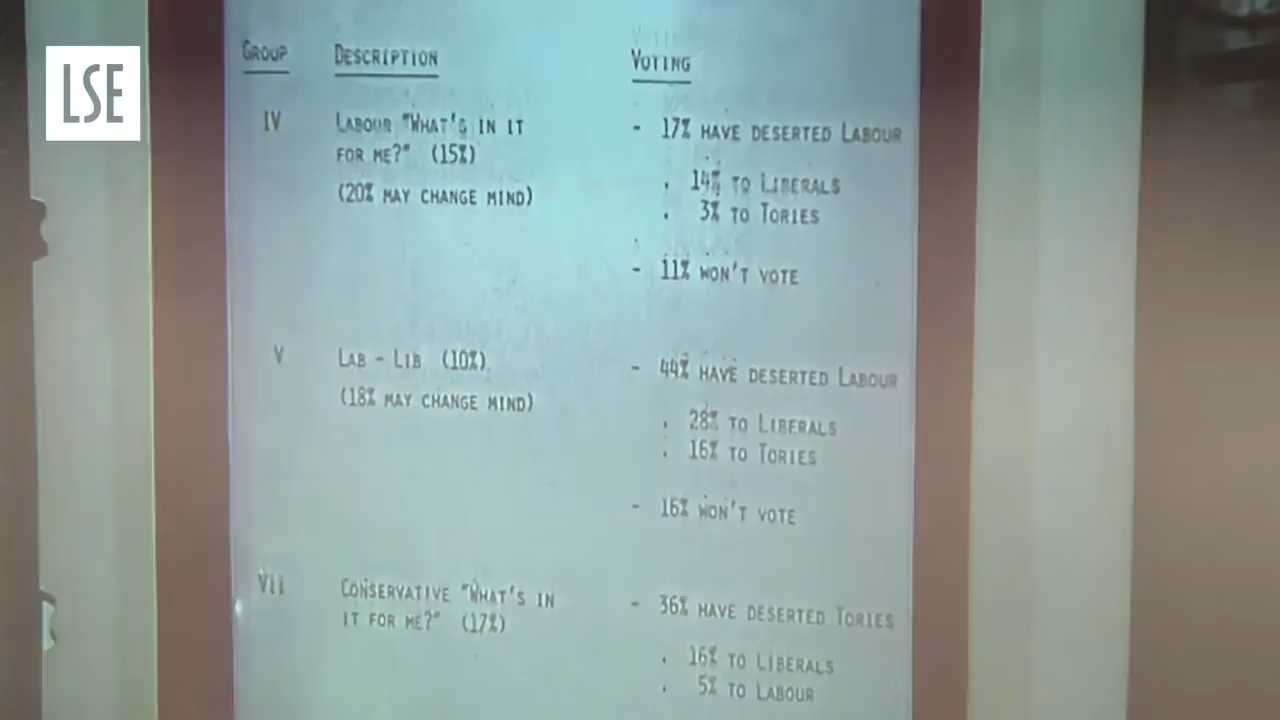 LSE
GROUP DESCRIPTION VOTING
IV LABOUR "WHAT'S IN IT - 17% HAVE DESERTED LABOUR
FOR ME?" (15%)
. 14% TO LIBERALS
(20% MAY CHANGE MIND)
. 3% TO TORIES
- 11% WON'T VOTE
V LAB - LIB (10%) - 44% HAVE DESERTED LABOUR
(18% MAY CHANGE MIND)
. 28% TO LIBERALS
. 16% TO TORIES
- 16% WON'T VOTE
VII CONSERVATIVE "WHAT'S IN - 36% HAVE DESERTED TORIES
IT FOR ME?" (17%)
. 16% TO LIBERALS
. 5% TO LABOUR